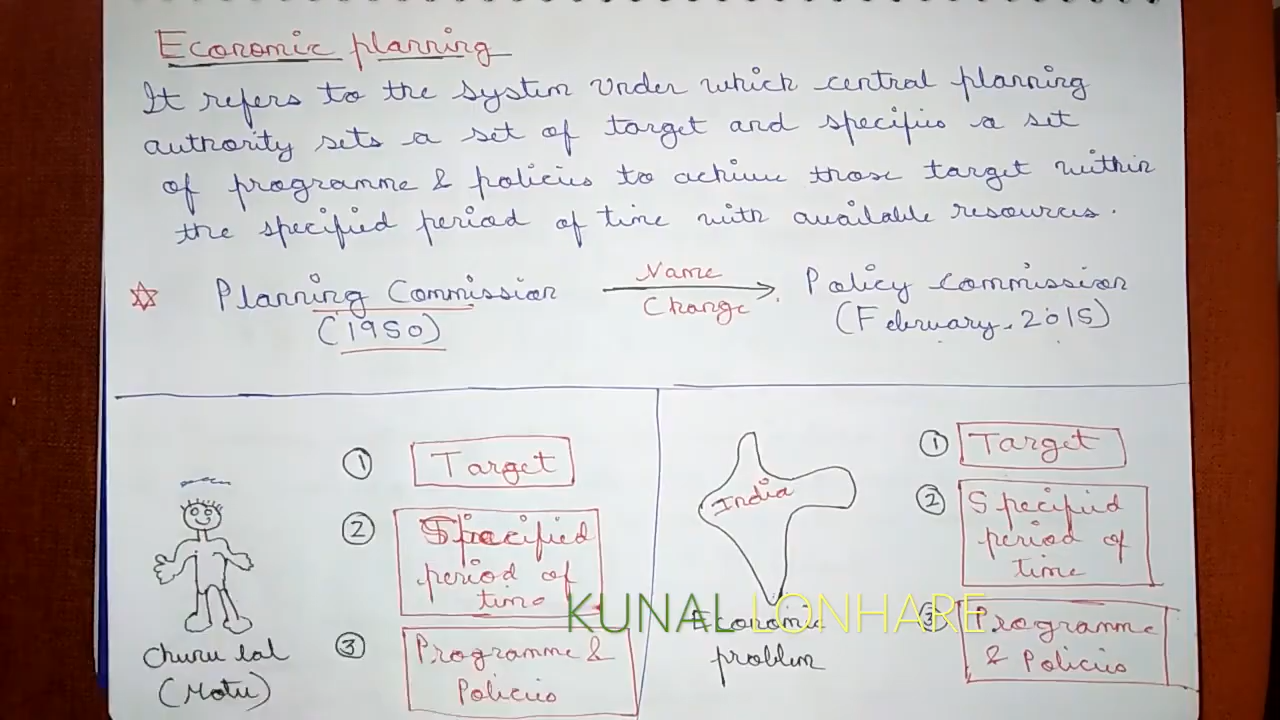 Economic planning
It refers to the system under which central planning
authority sets a set of target and specifies a set
of programme & policies to achieve those target within
the specified period of time with available resources.
Planning Commission
(1950)
Name
Change
Policy Commission
(February, 2015)
① Target
② Specified
period of
time
③ Programme &
Policies
Churu lal
(Motu)
India
Economic
problem
① Target
② Specified
period of
time
③ Programme
& Policies
KUNAL LONHARE